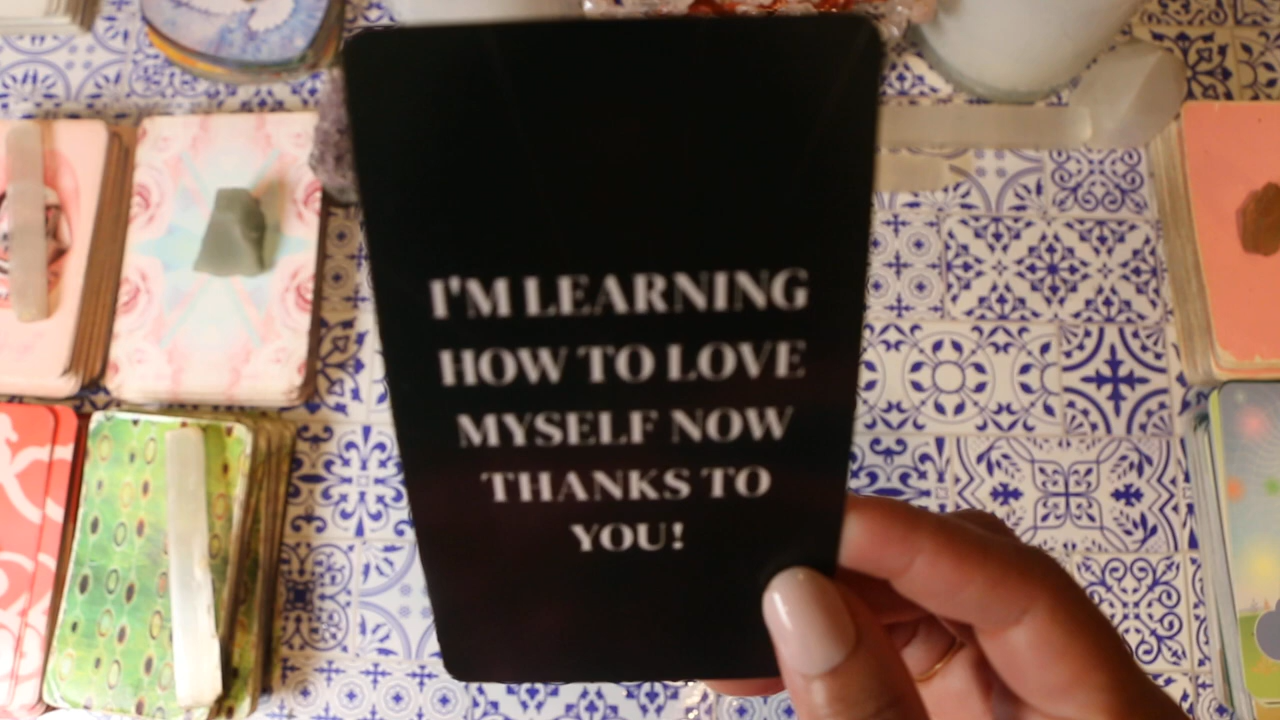 I'M LEARNING
HOW TO LOVE
MYSELF NOW
THANKS TO
YOU!